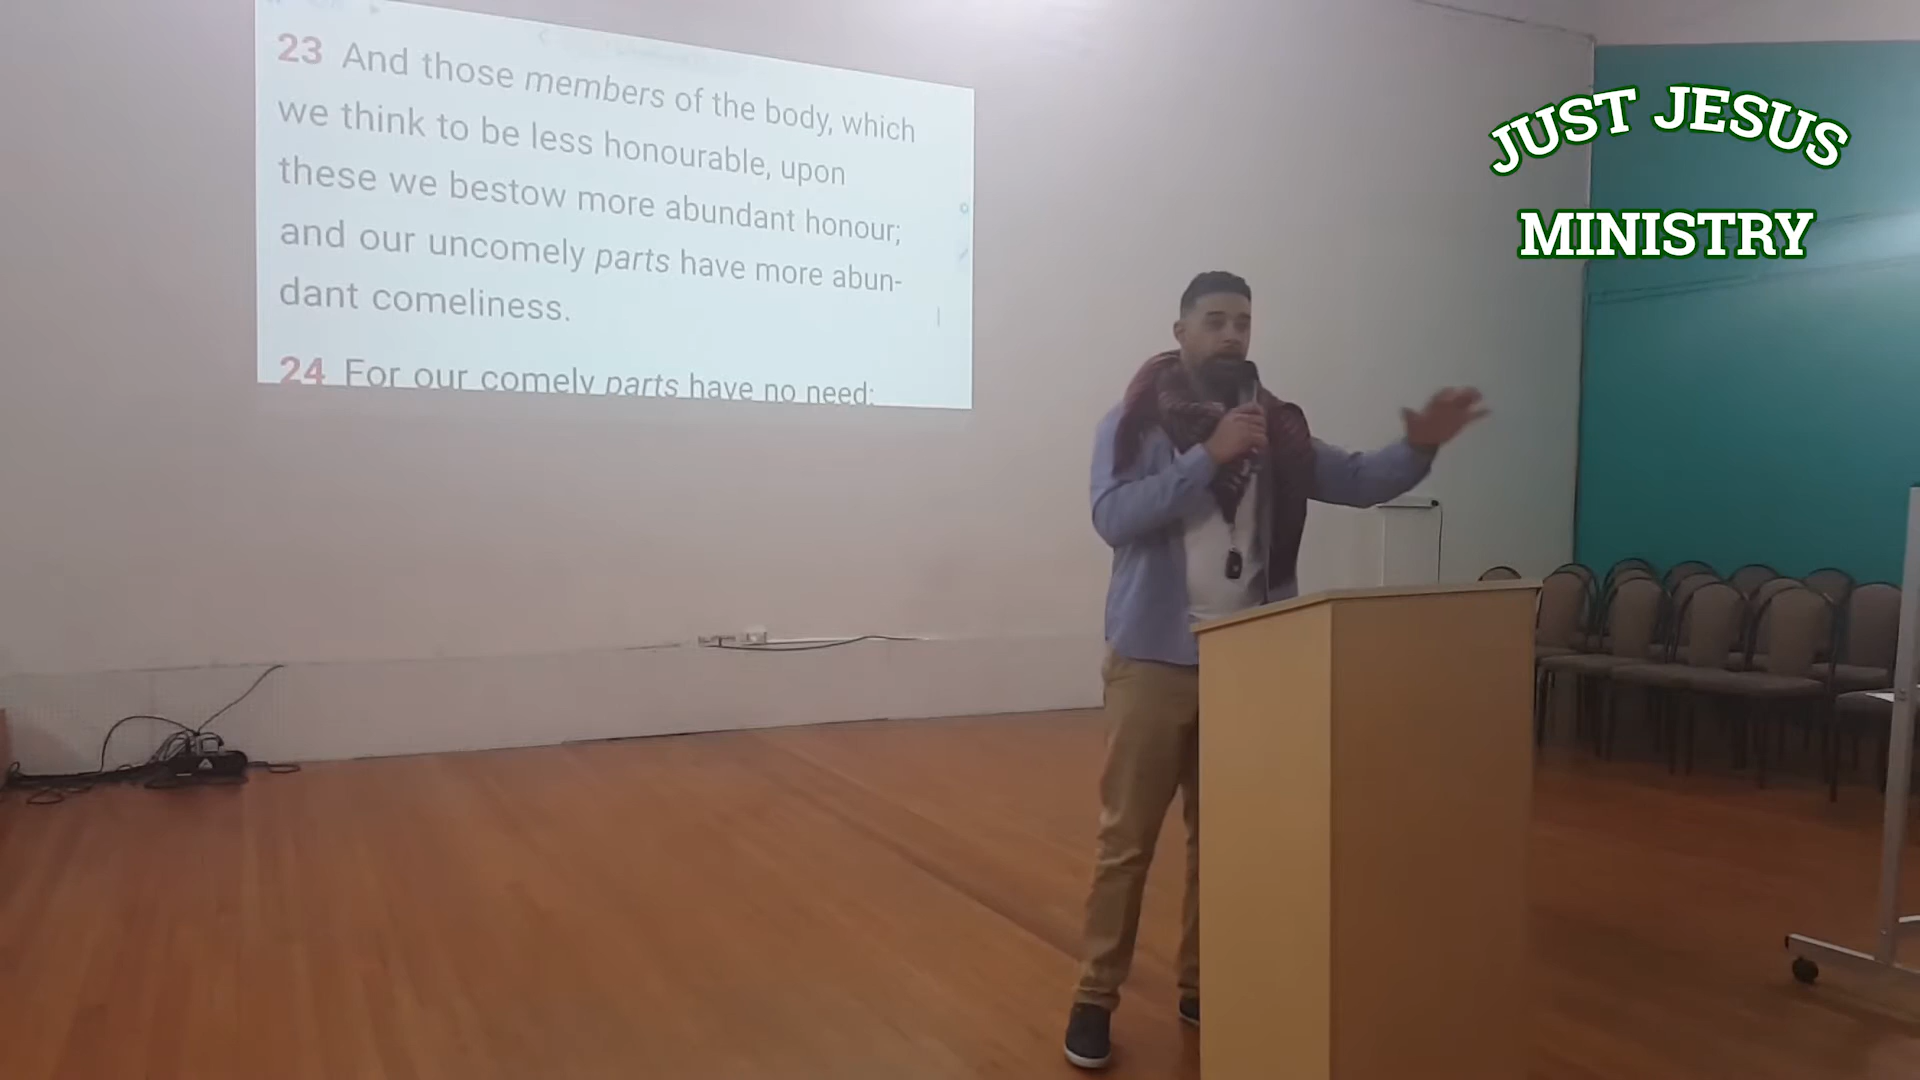 23 And those members of the body, which
we think to be less honourable, upon
these we bestow more abundant honour;
and our uncomely parts have more abun-
dant comeliness.
24 For our comely parts have no need:
JUST JESUS
MINISTRY